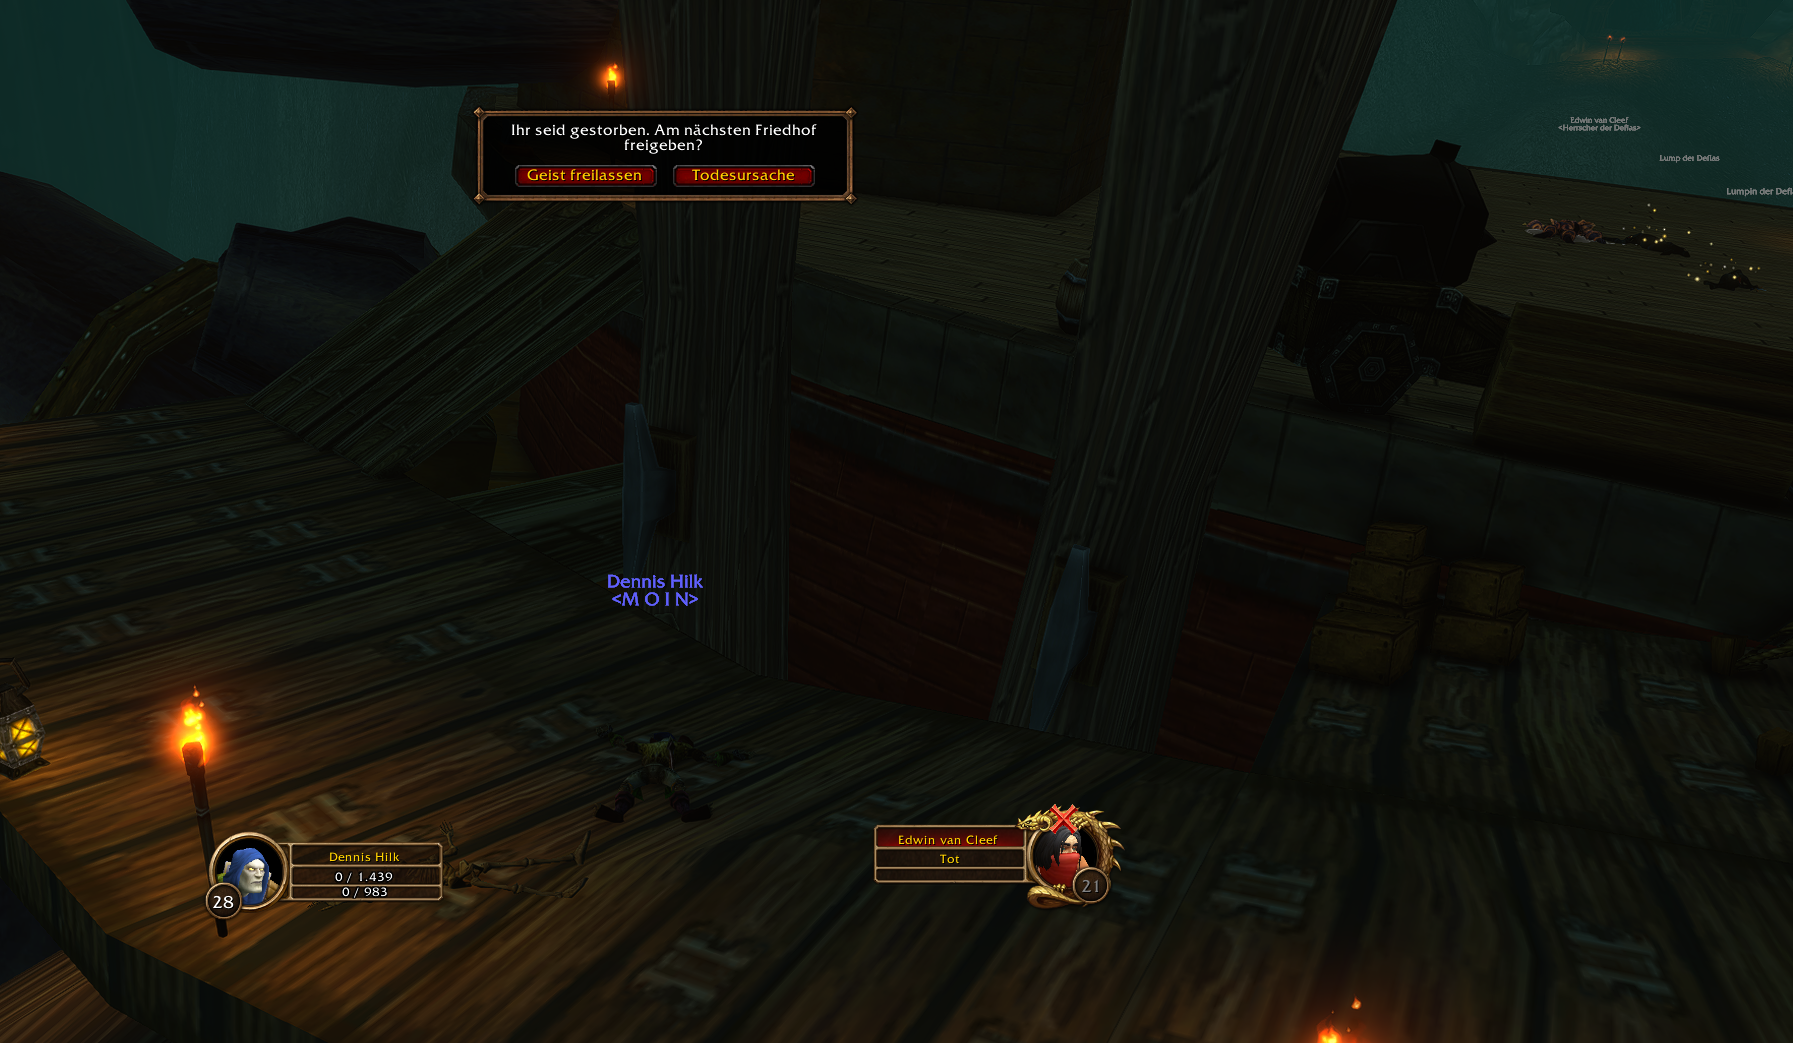 Ihr seid gestorben. Am nächsten Friedhof
freigeben?
Geist freilassen
Todesursache
Edwin van Cleef
<Herrscher der Defias>
Lump der Defias
Lumpin der Defi
Dennis Hilk
<M O I N>
Dennis Hilk
0 / 1.439
0 / 983
28
Edwin van Cleef
Tot
21